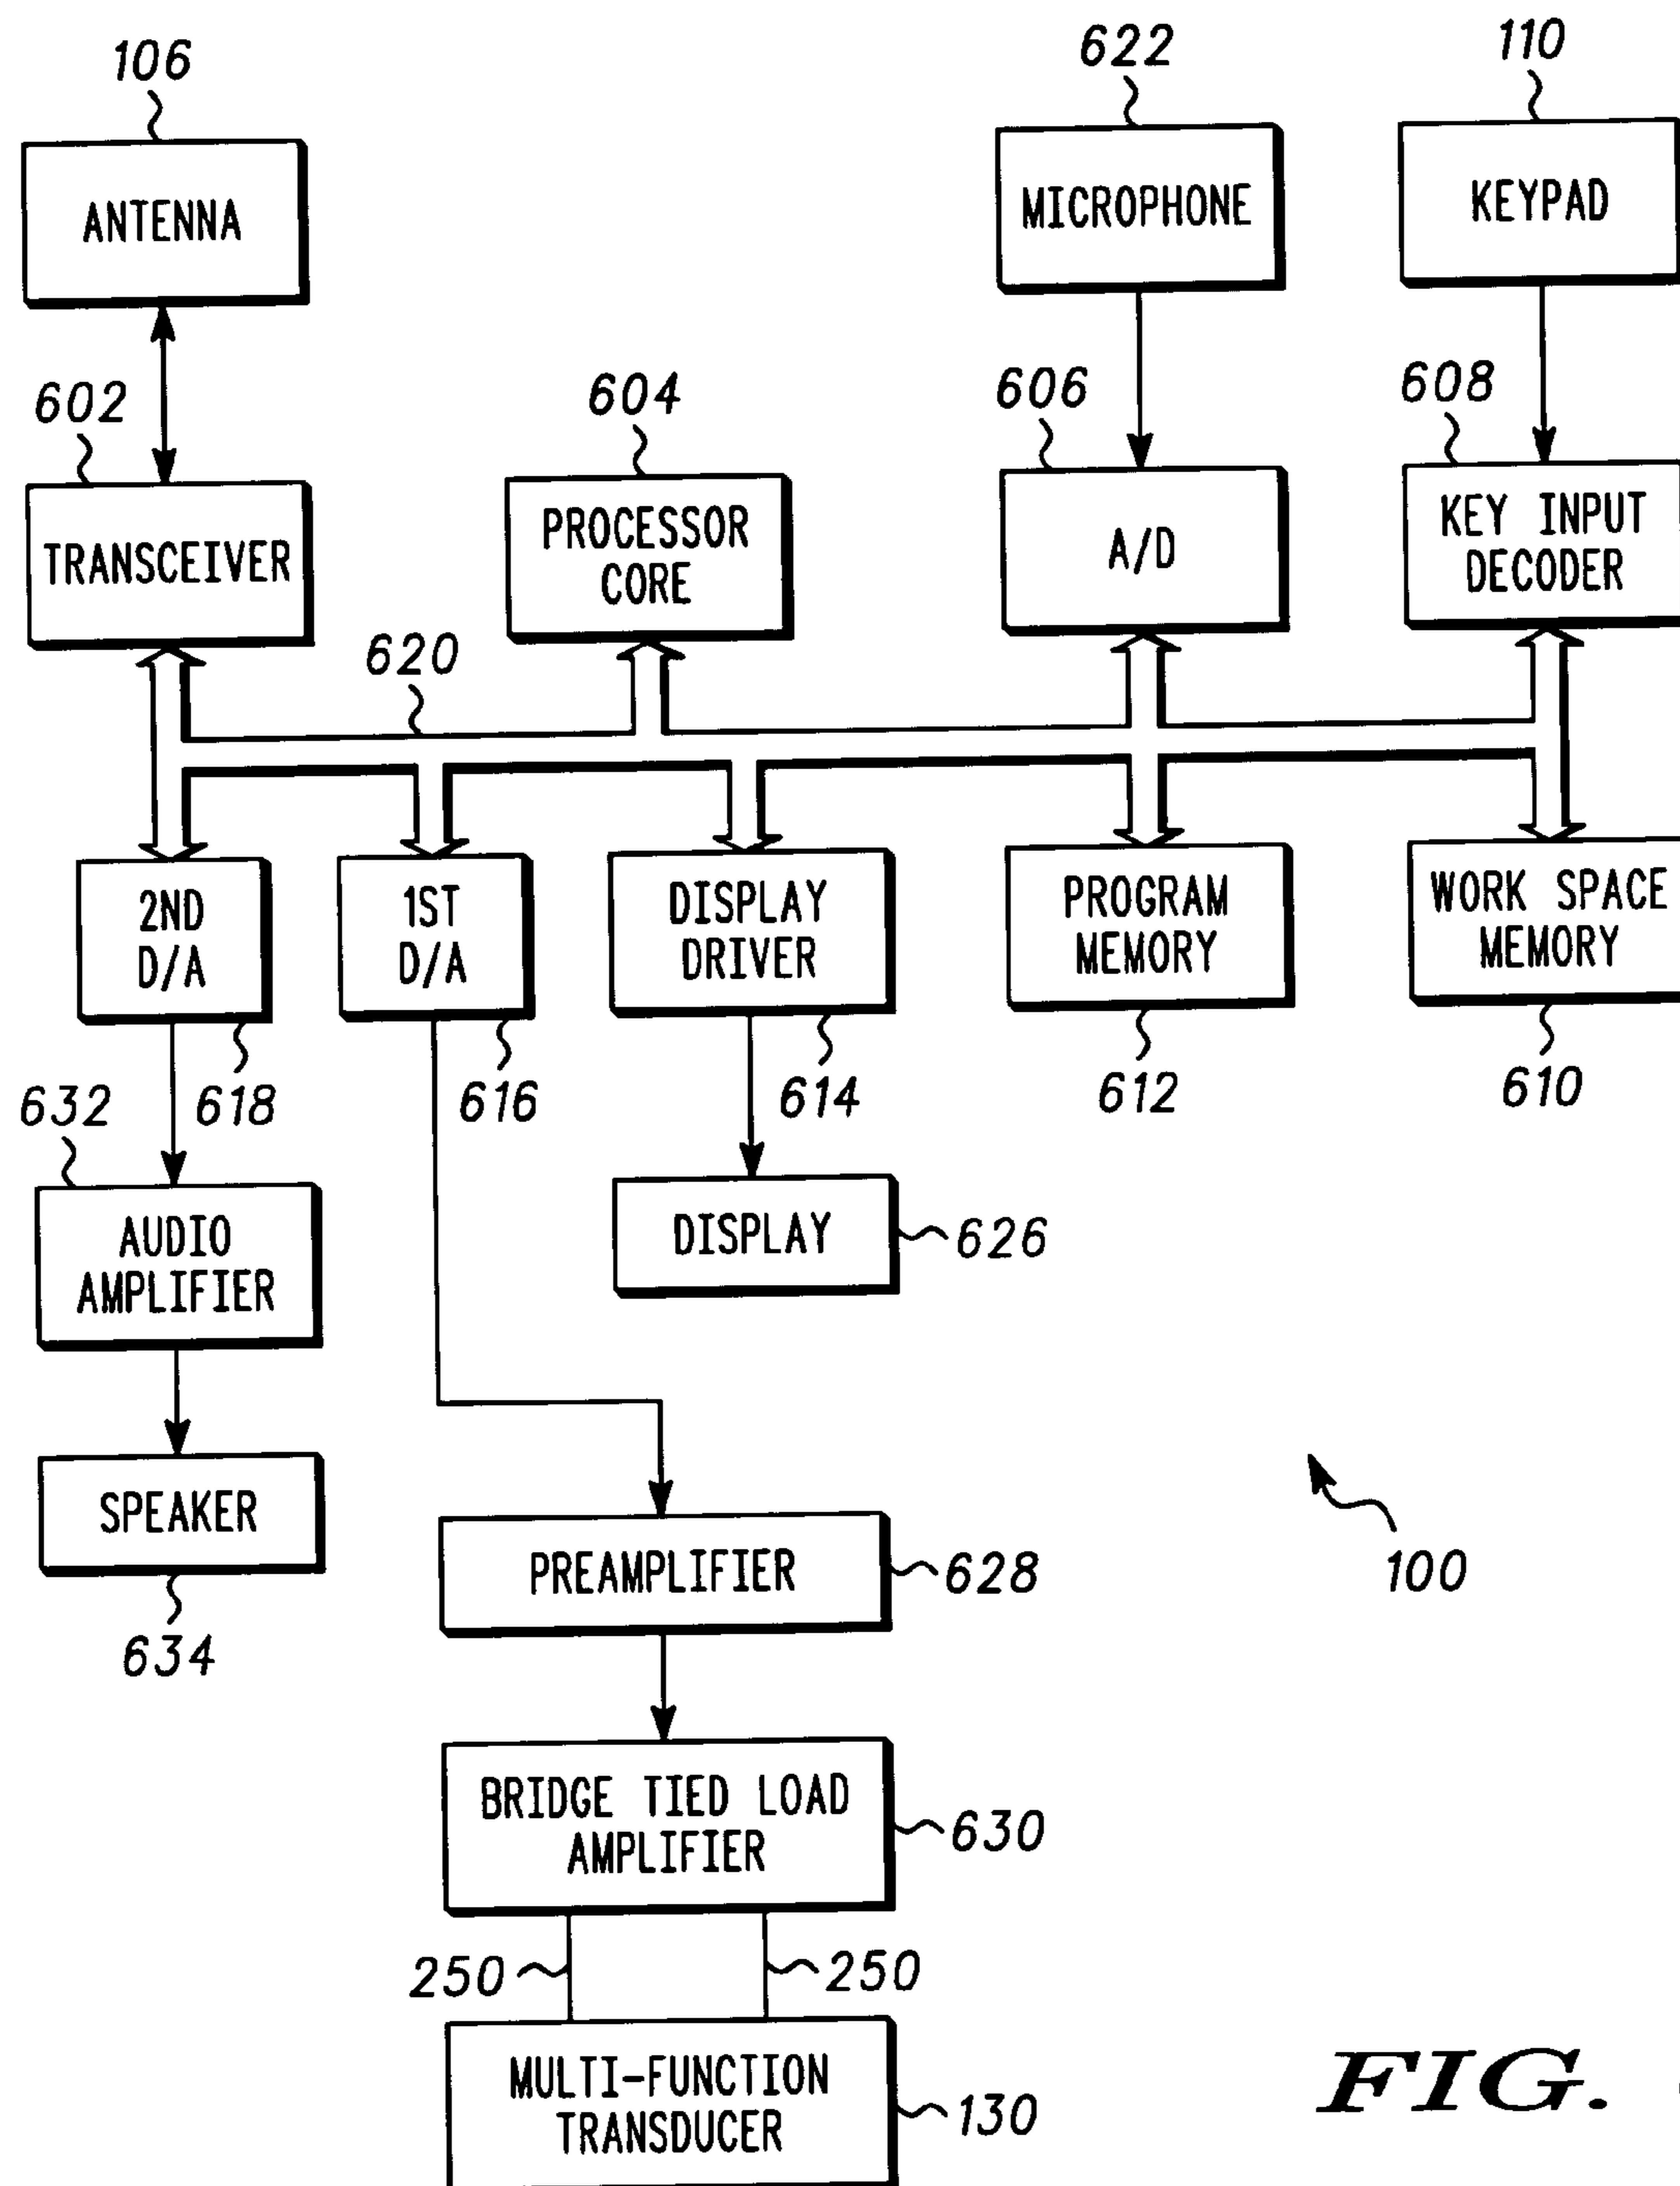 106
622
110
ANTENNA
MICROPHONE
KEYPAD
602
604
606
608
TRANSCEIVER
PROCESSOR
CORE
A/D
KEY INPUT
DECODER
620
2ND
D/A
1ST
D/A
DISPLAY
DRIVER
PROGRAM
MEMORY
WORK SPACE
MEMORY
632
618
616
614
612
610
AUDIO
AMPLIFIER
DISPLAY
626
SPEAKER
634
PREAMPLIFIER
628
100
BRIDGE TIED LOAD
AMPLIFIER
630
250
250
MULTI-FUNCTION
TRANSDUCER
130
FIG.